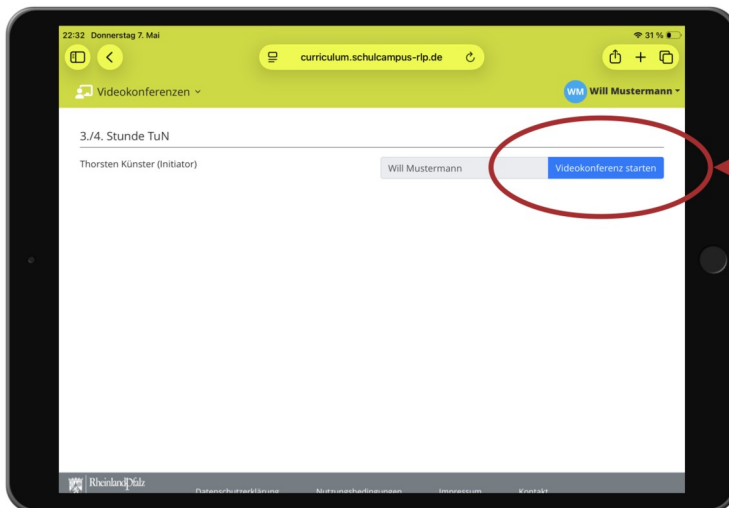 22:32 Donnerstag 7. Mai
31 %
curriculum.schulcampus-rlp.de
Videokonferenzen
WM Will Mustermann
3./4. Stunde TuN
Thorsten Künster (Initiator)
Will Mustermann
Videokonferenz starten
RheinlandPfalz
Datenschutzerklärung Nutzungsbedingungen Impressum Kontakt